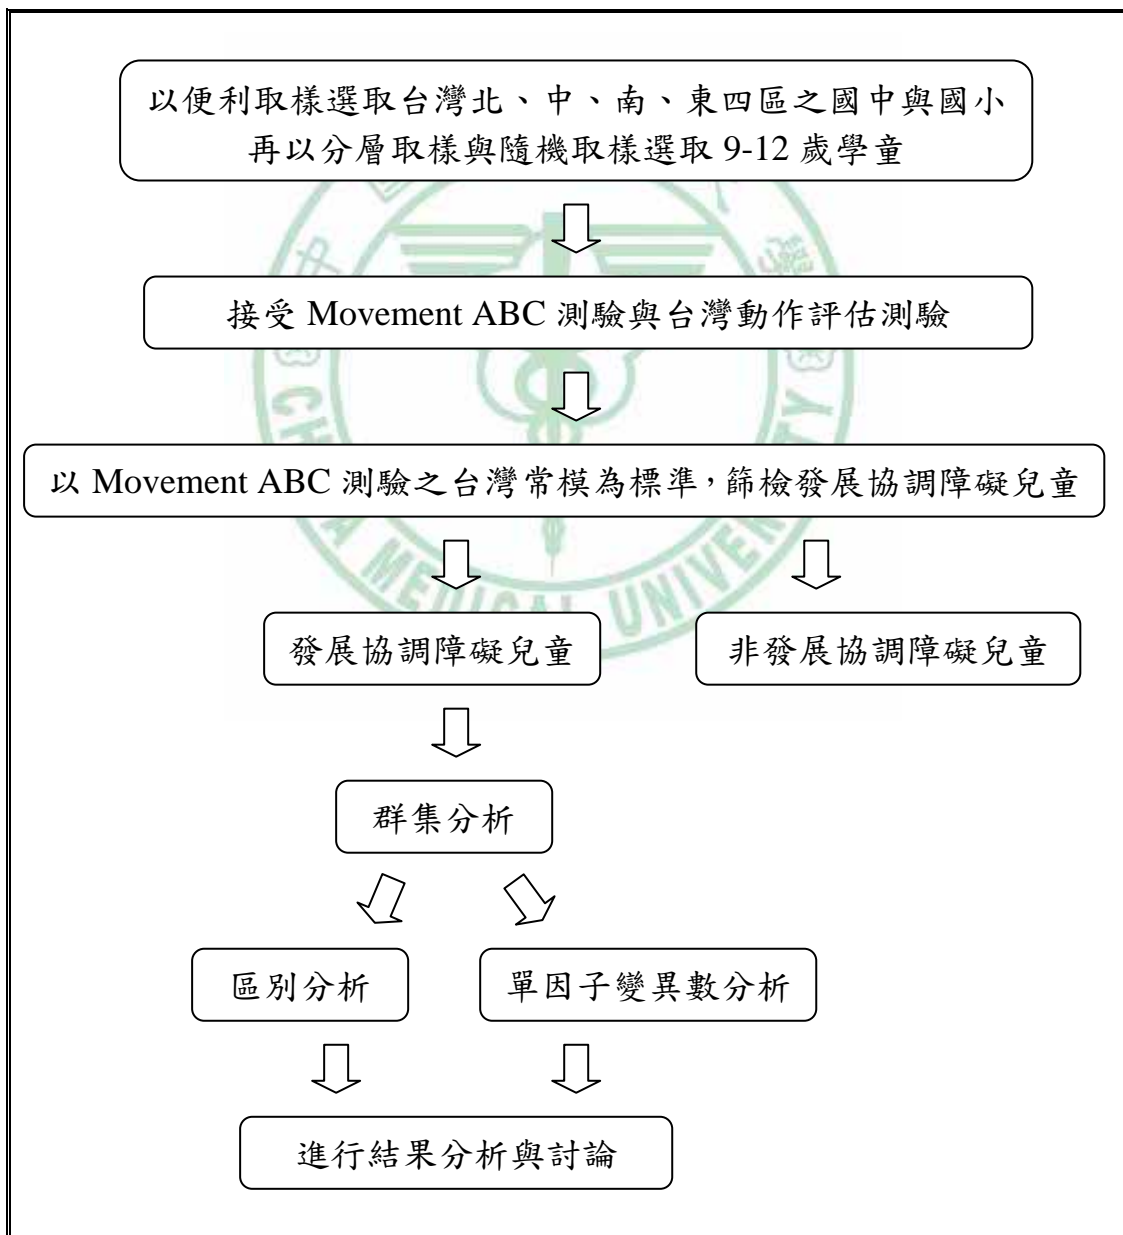 以便利取樣選取台灣北、中、南、東四區之國中與國小
再以分層取樣與隨機取樣選取 9-12 歲學童
接受 Movement ABC 測驗與台灣動作評估測驗
以 Movement ABC 測驗之台灣常模為標準，篩檢發展協調障礙兒童
發展協調障礙兒童
非發展協調障礙兒童
群集分析
區別分析
單因子變異數分析
進行結果分析與討論